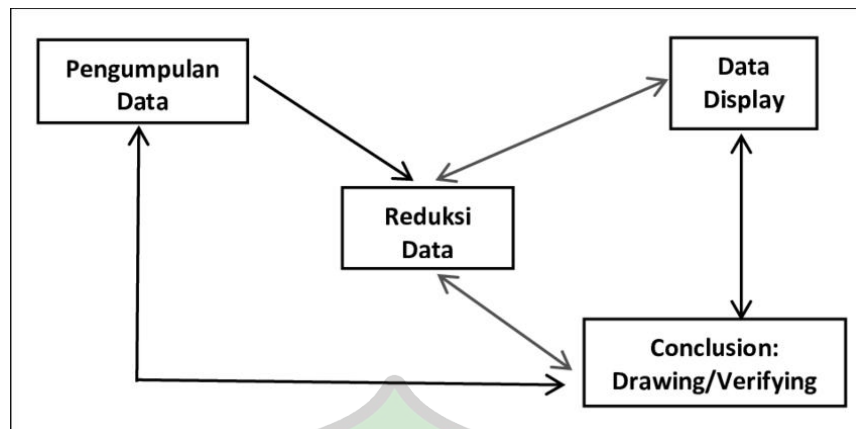 Pengumpulan
Data
Data
Display
Reduksi
Data
Conclusion:
Drawing/Verifying